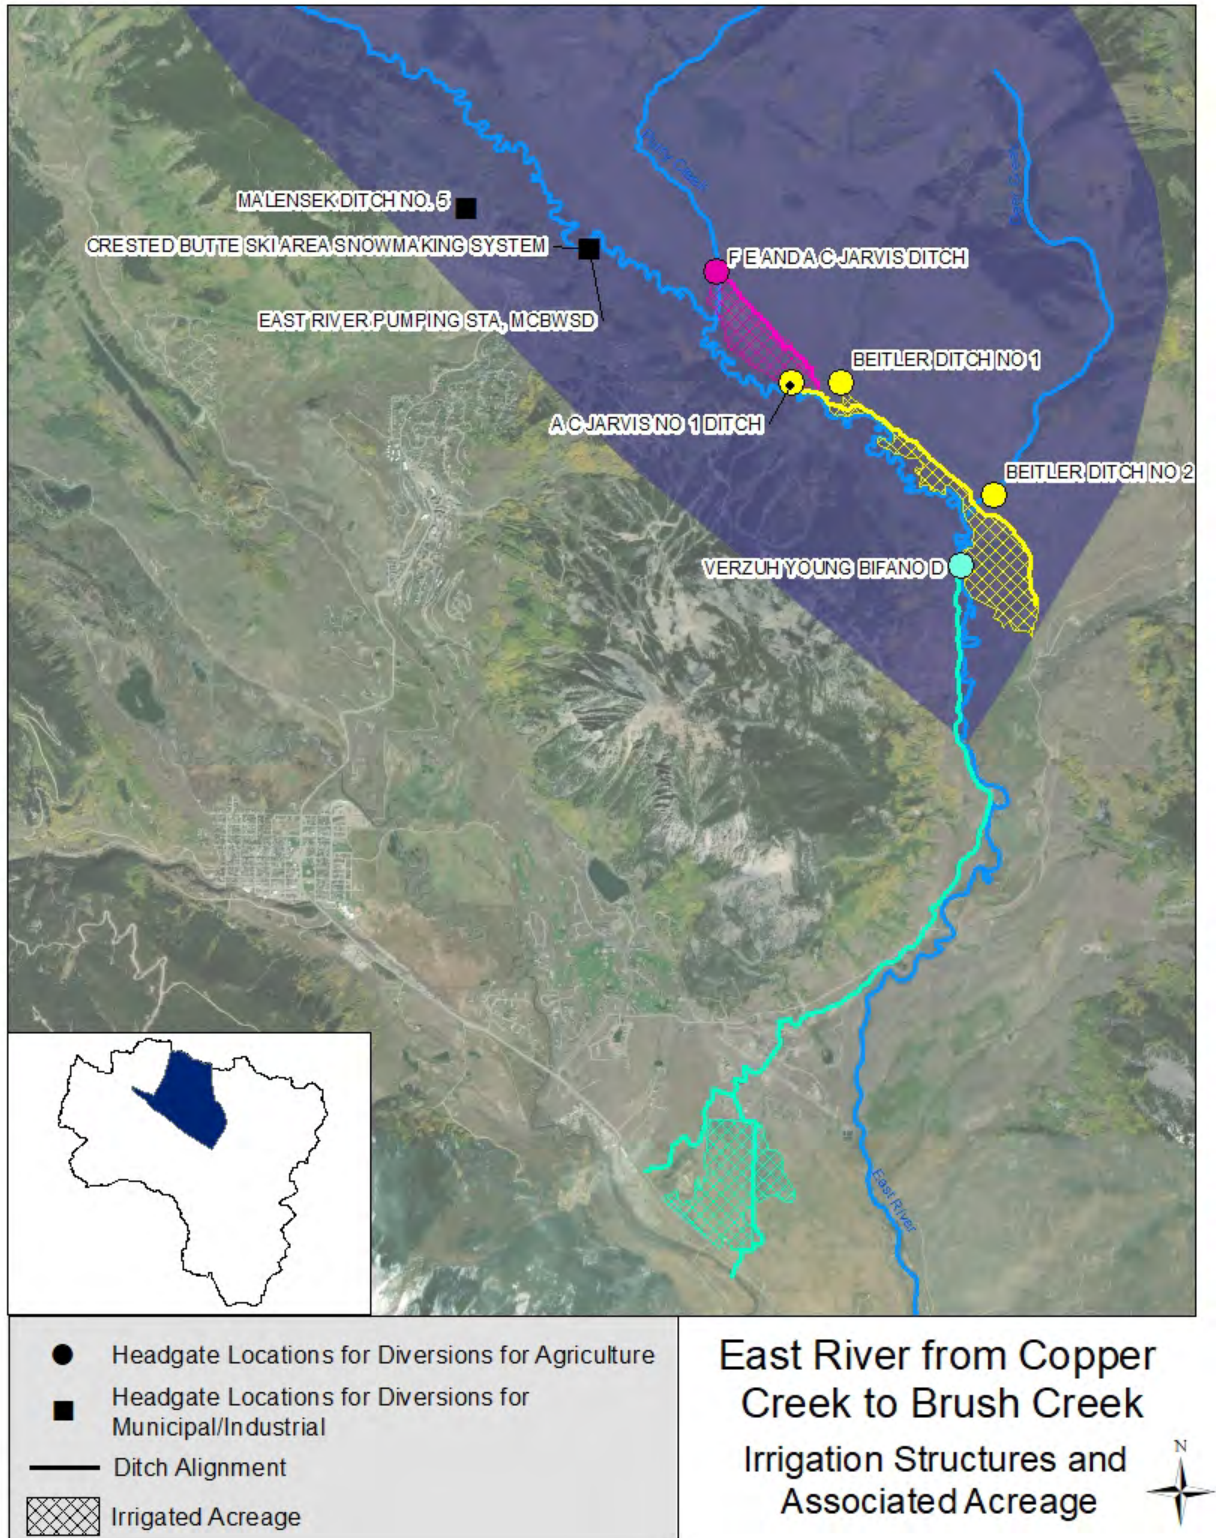 MALENSEK DITCH NO. 5
CRESTED BUTTE SKI AREA SNOWMAKING SYSTEM
EAST RIVER PUMPING STA, MCBWSD
F E AND A C JARVIS DITCH
BEITLER DITCH NO 1
A C JARVIS NO 1 DITCH
BEITLER DITCH NO 2
VERZUH YOUNG BIFANO D
East River
Headgate Locations for Diversions for Agriculture
Headgate Locations for Diversions for
Municipal/Industrial
Ditch Alignment
Irrigated Acreage
East River from Copper
Creek to Brush Creek
Irrigation Structures and
Associated Acreage
N